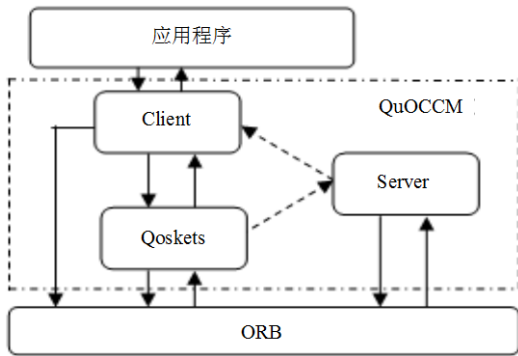 应用程序
QuOCCM
Client
Server
Qoskets
ORB